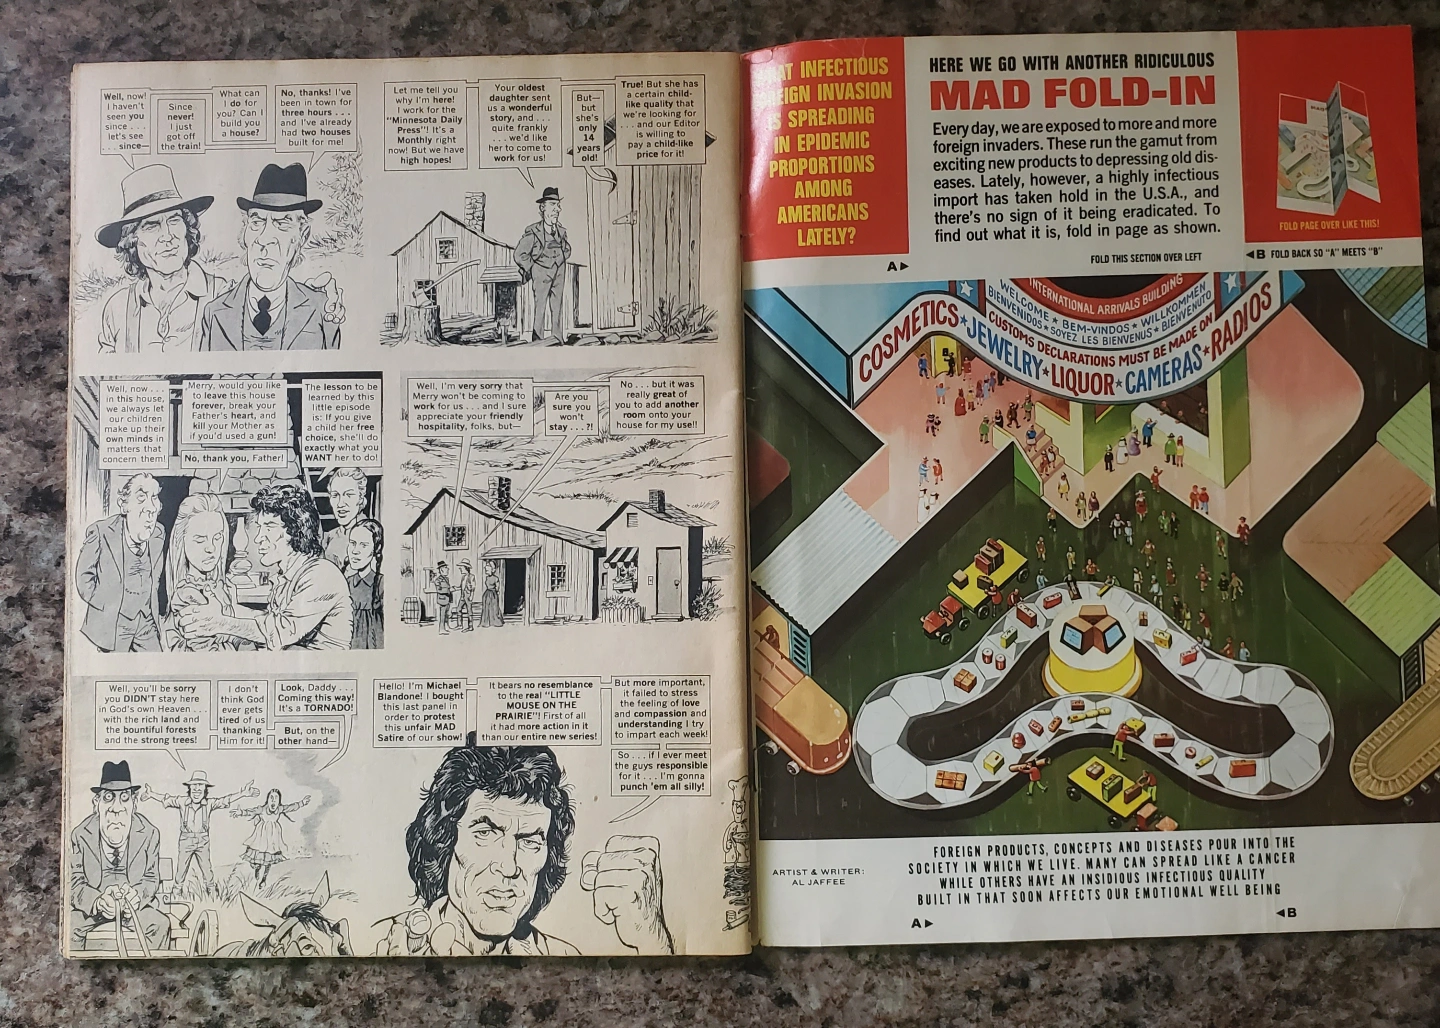 Well, now!
I haven't
seen you
since . . .
let's see
. . . since—
Since
never!
I just
got off
the train!
What can
I do for
you? Can I
build you
a house?
No, thanks! I've
been in town for
three hours . . .
and I've already
had two houses
built for me!
Let me tell you
why I'm here!
I work for the
"Minnesota Daily
Press"! It's a
Monthly right
now! But we have
high hopes!
Your oldest
daughter sent
us a wonderful
story, and . . .
quite frankly
. . . we'd like
her to come to
work for us!
But—
but
she's
only
14
years
old!
True! But she has
a certain child-
like quality that
we're looking for
. . . and our Editor
is willing to
pay a child-like
price for it!
Well, now . . .
in this house,
we always let
our children
make up their
own minds in
matters that
concern them!
Merry, would you like
to leave this house
forever, break your
Father's heart, and
kill your Mother as
if you'd used a gun!
No, thank you, Father!
The lesson to be
learned by this
little episode
is: If you give
a child her free
choice, she'll do
exactly what you
WANT her to do!
Well, I'm very sorry that
Merry won't be coming to
work for us . . . and I sure
appreciate your friendly
hospitality, folks, but—
Are you
sure you
won't
stay . . . ?!
No . . . but it was
really great of
you to add another
room onto your
house for my use!!
Well, you'll be sorry
you DIDN'T stay here
in God's own Heaven . . .
with the rich land and
the bountiful forests
and the strong trees!
I don't
think God
ever gets
tired of us
thanking
Him for it!
Look, Daddy . . .
Coming this way!
It's a TORNADO!
But, on the
other hand—
Hello! I'm Michael
Blandone! I bought
this last panel in
order to protest
this unfair MAD
Satire of our show!
It bears no resemblance
to the real "LITTLE
MOUSE ON THE
PRAIRIE"! First of all
it had more action in it
than our entire new series!
But more important,
it failed to stress
the feeling of love
and compassion and
understanding I try
to impart each week!
So . . . if I ever meet
the guys responsible
for it . . . I'm gonna
punch 'em all silly!
INFECTIOUS
INVASION
SPREADING
IN EPIDEMIC
PROPORTIONS
AMONG
AMERICANS
LATELY?
A▶
HERE WE GO WITH ANOTHER RIDICULOUS
MAD FOLD-IN
Every day, we are exposed to more and more
foreign invaders. These run the gamut from
exciting new products to depressing old dis-
eases. Lately, however, a highly infectious
import has taken hold in the U.S.A., and
there's no sign of it being eradicated. To
find out what it is, fold in page as shown.
FOLD THIS SECTION OVER LEFT
FOLD PAGE OVER LIKE THIS!
◀B FOLD BACK SO "A" MEETS "B"
INTERNATIONAL ARRIVALS BUILDING
WELCOME ★ BEM-VINDOS ★ WILLKOMMEN
BIENVENIDOS ★ SOYEZ LES BIENVENUS ★ BIENVENUTO
CUSTOMS DECLARATIONS MUST BE MADE ON
COSMETICS ★ JEWELRY ★ LIQUOR ★ CAMERAS ★ RADIOS
FOREIGN PRODUCTS, CONCEPTS AND DISEASES POUR INTO THE
SOCIETY IN WHICH WE LIVE. MANY CAN SPREAD LIKE A CANCER
WHILE OTHERS HAVE AN INSIDIOUS INFECTIOUS QUALITY
BUILT IN THAT SOON AFFECTS OUR EMOTIONAL WELL BEING
ARTIST & WRITER:
AL JAFFEE
A▶
◀B